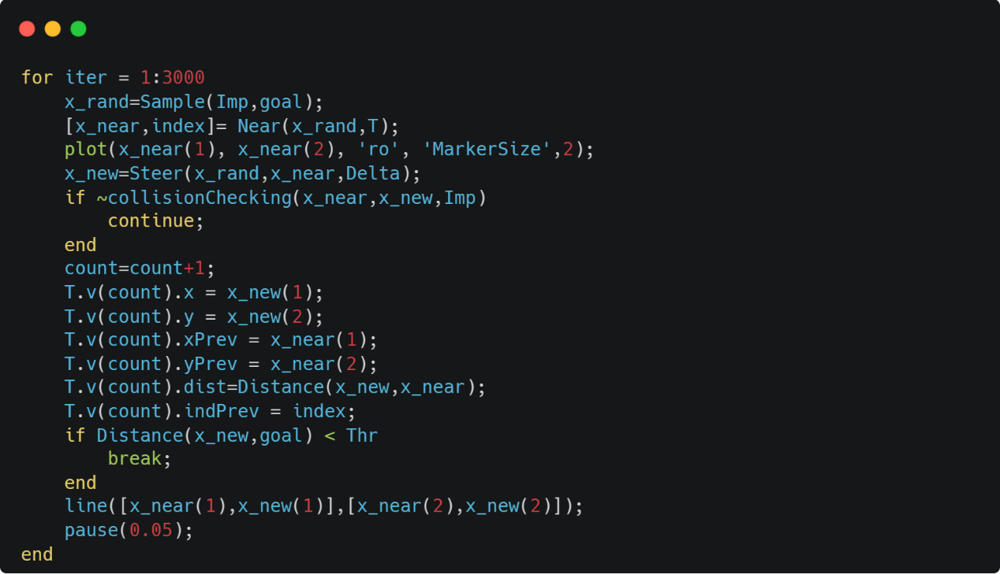 for iter = 1:3000
    x_rand=Sample(Imp,goal);
    [x_near,index]= Near(x_rand,T);
    plot(x_near(1), x_near(2), 'ro', 'MarkerSize',2);
    x_new=Steer(x_rand,x_near,Delta);
    if ~collisionChecking(x_near,x_new,Imp)
        continue;
    end
    count=count+1;
    T.v(count).x = x_new(1);
    T.v(count).y = x_new(2);
    T.v(count).xPrev = x_near(1);
    T.v(count).yPrev = x_near(2);
    T.v(count).dist=Distance(x_new,x_near);
    T.v(count).indPrev = index;
    if Distance(x_new,goal) < Thr
        break;
    end
    line([x_near(1),x_new(1)],[x_near(2),x_new(2)]);
    pause(0.05);
end